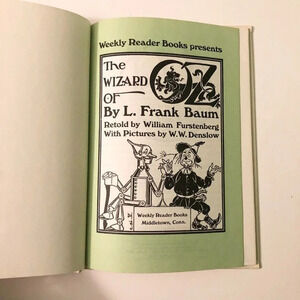 Weekly Reader Books presents
The
WIZARD OZ
OF
By L. Frank Baum
Retold by William Furstenberg
With Pictures by W.W. Denslow
Weekly Reader Books
Middletown, Conn.